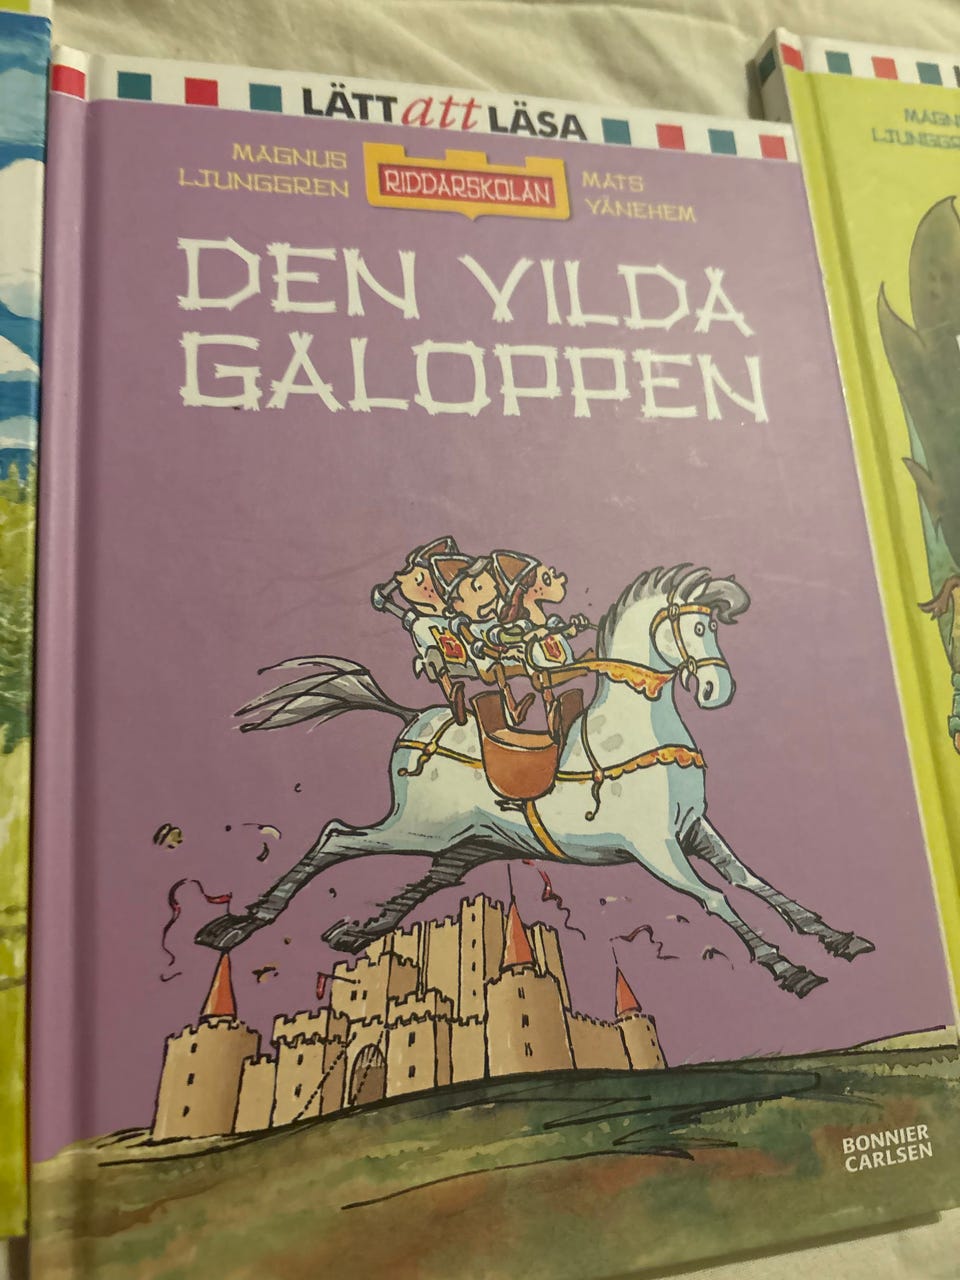 LÄTT att LÄSA
MAGNUS
LJUNGGREN
RIDDARSKOLAN
MATS
VÄNEHEM
DEN VILDA
GALOPPEN
BONNIER
CARLSEN